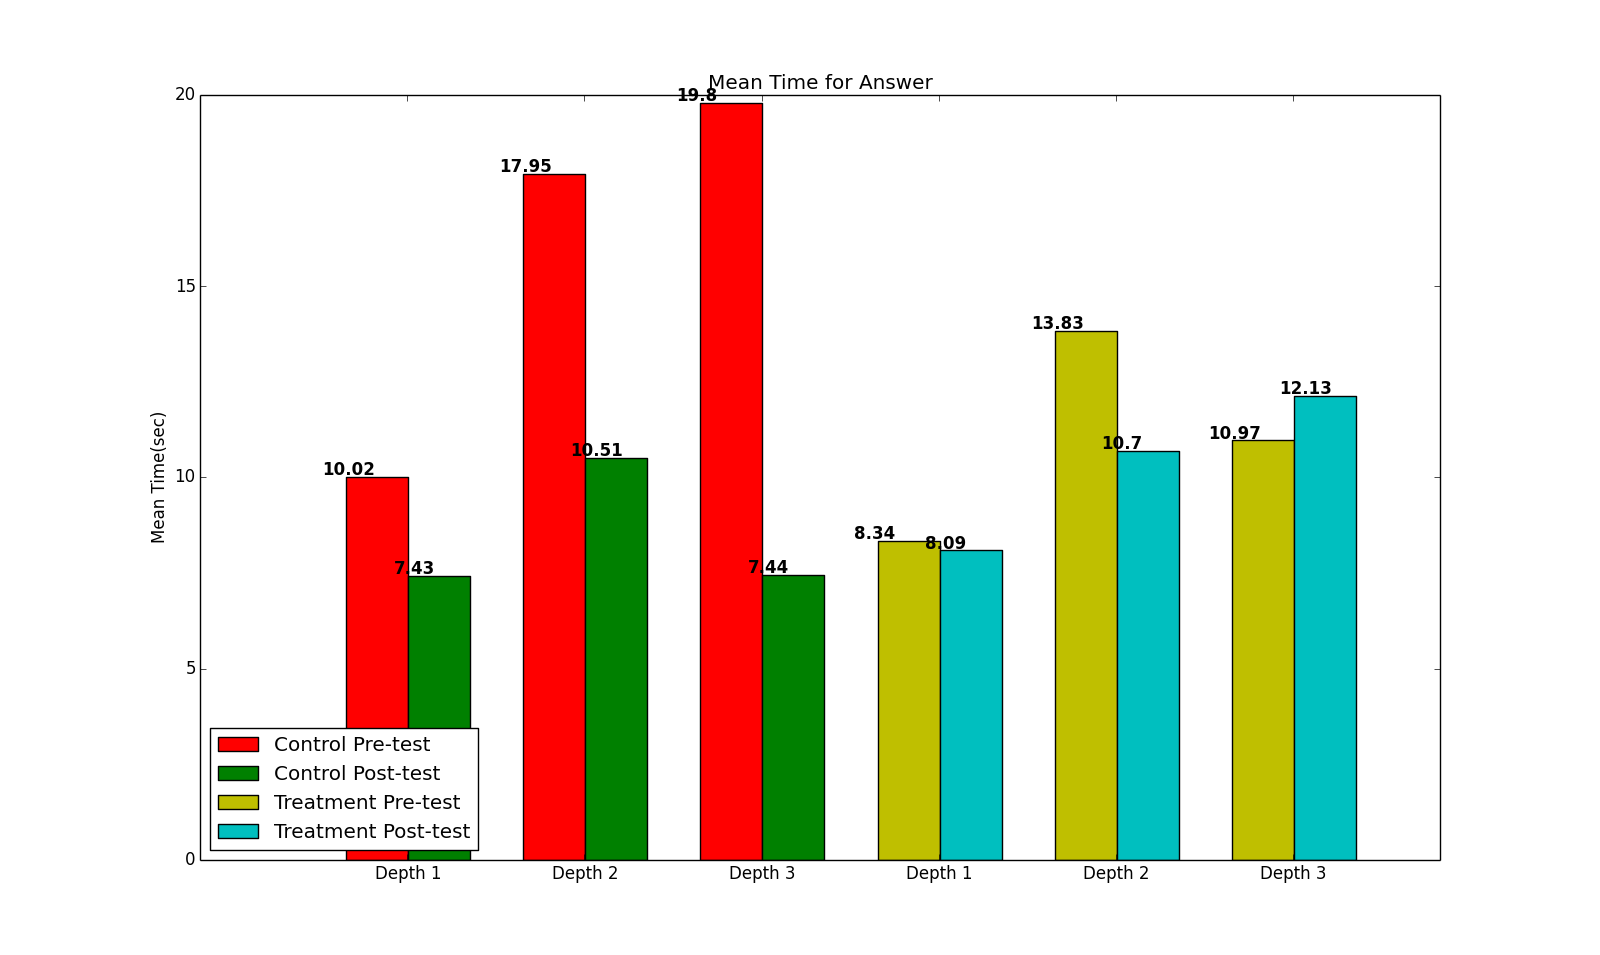 Mean Time for Answer
20
15
10
5
0
Mean Time(sec)
10.02
7.43
17.95
10.51
19.8
7.44
8.34
8.09
13.83
10.7
10.97
12.13
Control Pre-test
Control Post-test
Treatment Pre-test
Treatment Post-test
Depth 1
Depth 2
Depth 3
Depth 1
Depth 2
Depth 3